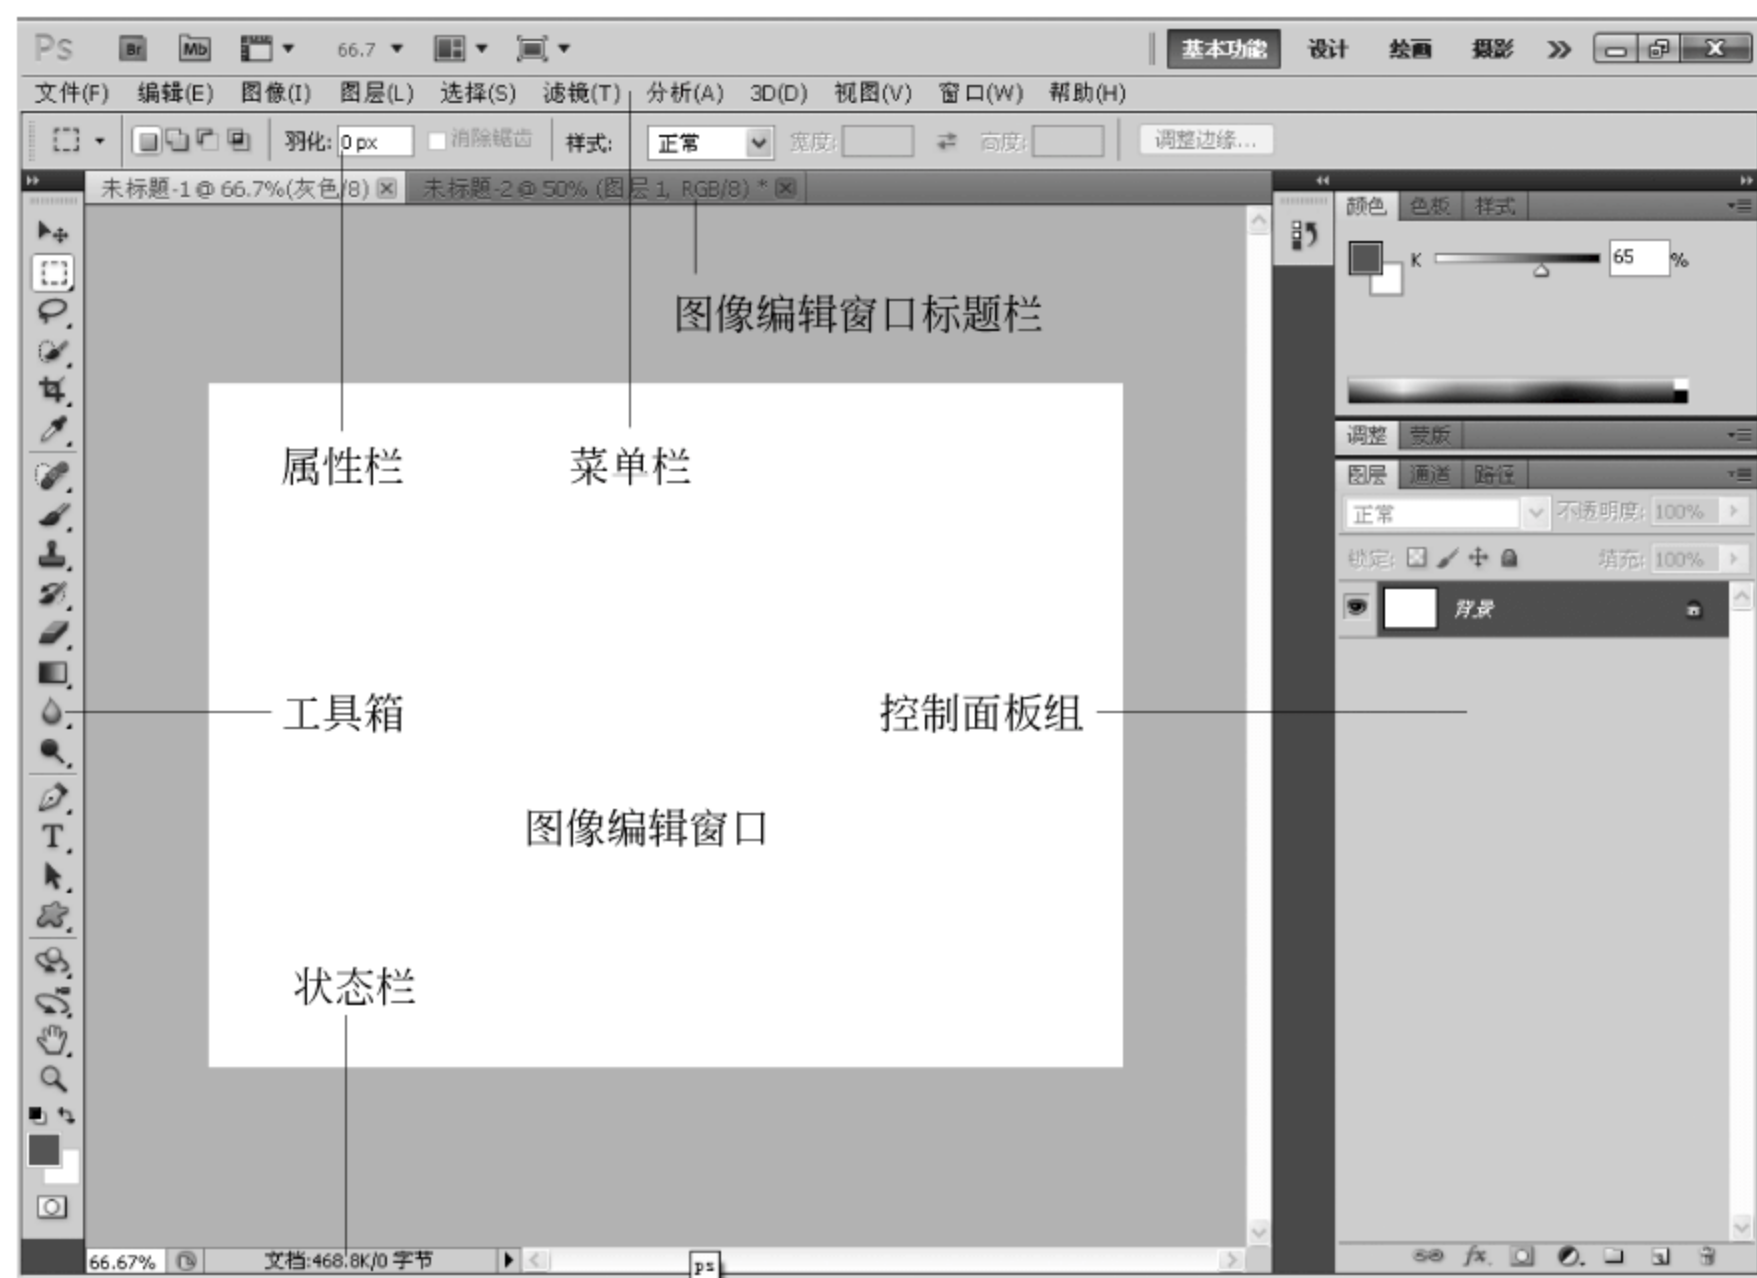 Ps Br Mb 66.7 基本功能 设计 绘画 摄影
文件(F) 编辑(E) 图像(I) 图层(L) 选择(S) 滤镜(T) 分析(A) 3D(D) 视图(V) 窗口(W) 帮助(H)
羽化: 0 px 消除锯齿 样式: 正常 宽度: 高度: 调整边缘...
未标题-1 @ 66.7%(灰色/8) 未标题-2 @ 50% (图层 1, RGB/8) *
颜色 色板 样式
K 65 %
图像编辑窗口标题栏
调整 蒙版
属性栏 菜单栏
图层 通道 路径
正常 不透明度: 100%
锁定: 填充: 100%
背景
工具箱 控制面板组
图像编辑窗口
T
状态栏
66.67% 文档:468.8K/0 字节 ps fx.